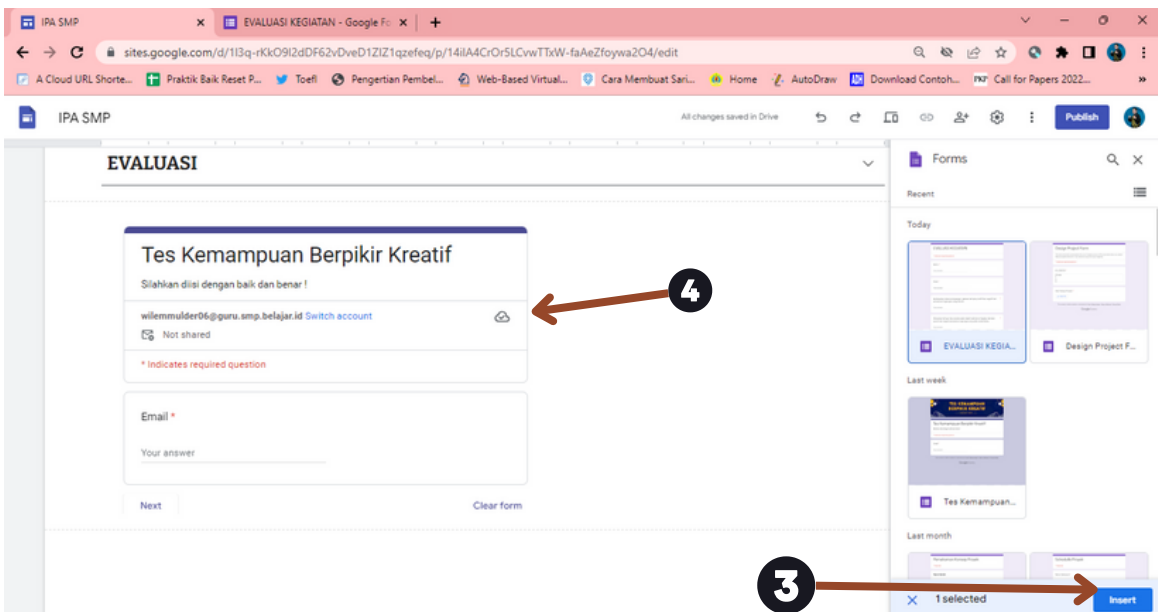 IPA SMP
EVALUASI KEGIATAN - Google Fo
sites.google.com/d/1I3q-rKkO9I2dDF62vDveD1ZIZ1qzefeq/p/14ilA4CrOr5LCvwTTxW-faAeZfoywa2O4/edit
A Cloud URL Shorte...
Praktik Baik Reset P...
Toefl
Pengertian Pembel...
Web-Based Virtual...
Cara Membuat Sari...
Home
AutoDraw
Download Contoh...
Call for Papers 2022...
IPA SMP
All changes saved in Drive
Publish
EVALUASI
Forms
Recent
Today
Tes Kemampuan Berpikir Kreatif
Silahkan diisi dengan baik dan benar !
wilemmulder06@guru.smp.belajar.id Switch account
Not shared
* Indicates required question
4
EVALUASI KEGIA...
Design Project F...
Last week
Email *
Your answer
Next
Clear form
Tes Kemampuan...
Last month
3
1 selected
Insert